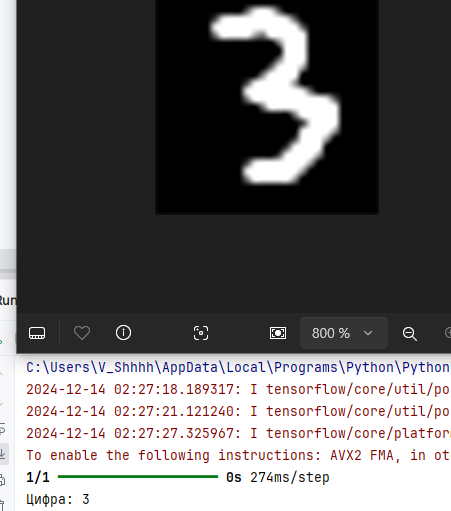 3
Run
800 %
C:\Users\V_Shhhh\AppData\Local\Programs\Python\Python
2024-12-14 02:27:18.189317: I tensorflow/core/util/po
2024-12-14 02:27:21.121240: I tensorflow/core/util/po
2024-12-14 02:27:27.325967: I tensorflow/core/platfor
To enable the following instructions: AVX2 FMA, in ot
1/1 0s 274ms/step
Цифра: 3